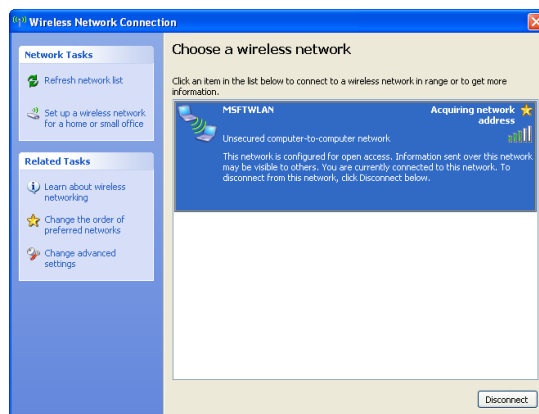 Wireless Network Connection
Network Tasks
Refresh network list
Set up a wireless network
for a home or small office
Related Tasks
Learn about wireless
networking
Change the order of
preferred networks
Change advanced
settings
Choose a wireless network
Click an item in the list below to connect to a wireless network in range or to get more
information.
MSFTWLAN
Acquiring network
address
Unsecured computer-to-computer network
This network is configured for open access. Information sent over this network
may be visible to others. You are currently connected to this network. To
disconnect from this network, click Disconnect below.
Disconnect